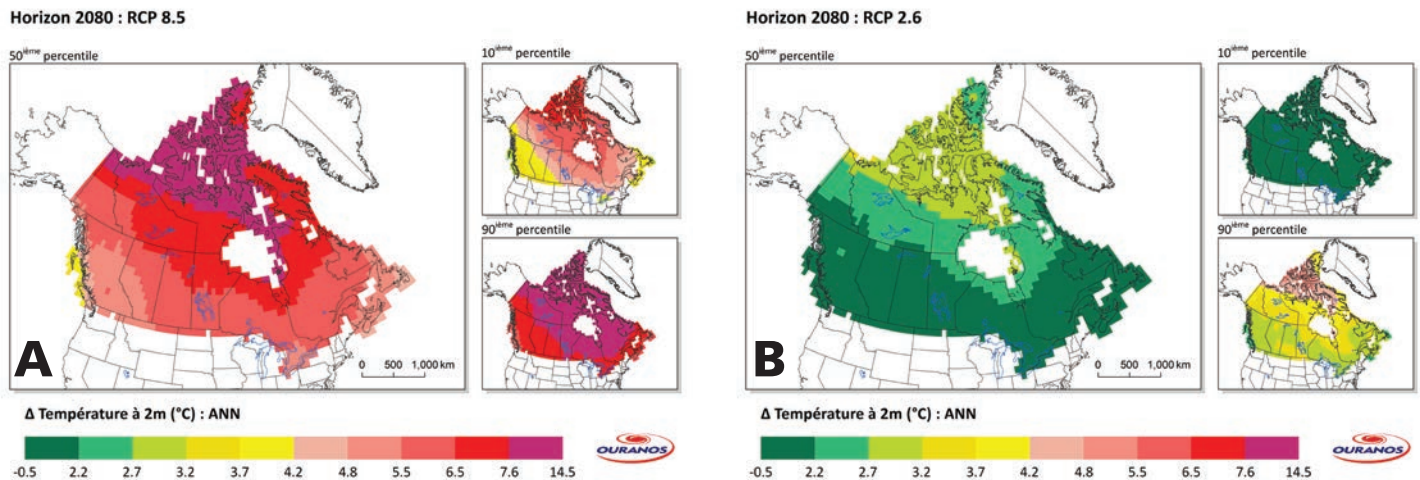 Horizon 2080 : RCP 8.5
50ième percentile
10ième percentile
90ième percentile
A
0 500 1,000 km
Δ Température à 2m (°C) : ANN
-0.5 2.2 2.7 3.2 3.7 4.2 4.8 5.5 6.5 7.6 14.5
OURANOS
Horizon 2080 : RCP 2.6
50ième percentile
10ième percentile
90ième percentile
B
0 500 1,000 km
Δ Température à 2m (°C) : ANN
-0.5 2.2 2.7 3.2 3.7 4.2 4.8 5.5 6.5 7.6 14.5
OURANOS